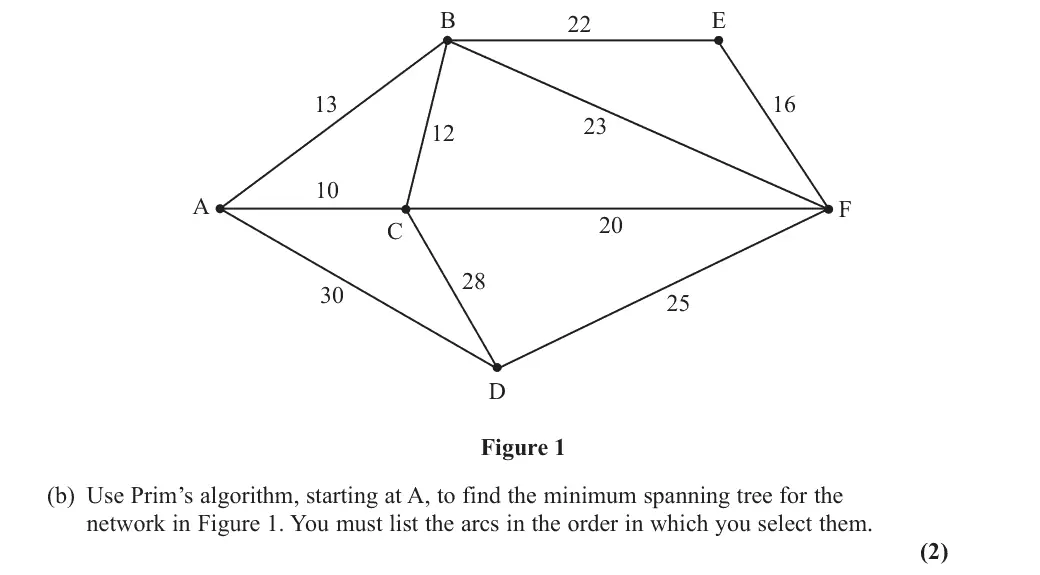 B
22
E
13
16
12
23
A
10
C
20
F
30
28
25
D
Figure 1
(b) Use Prim’s algorithm, starting at A, to find the minimum spanning tree for the
network in Figure 1. You must list the arcs in the order in which you select them.
(2)